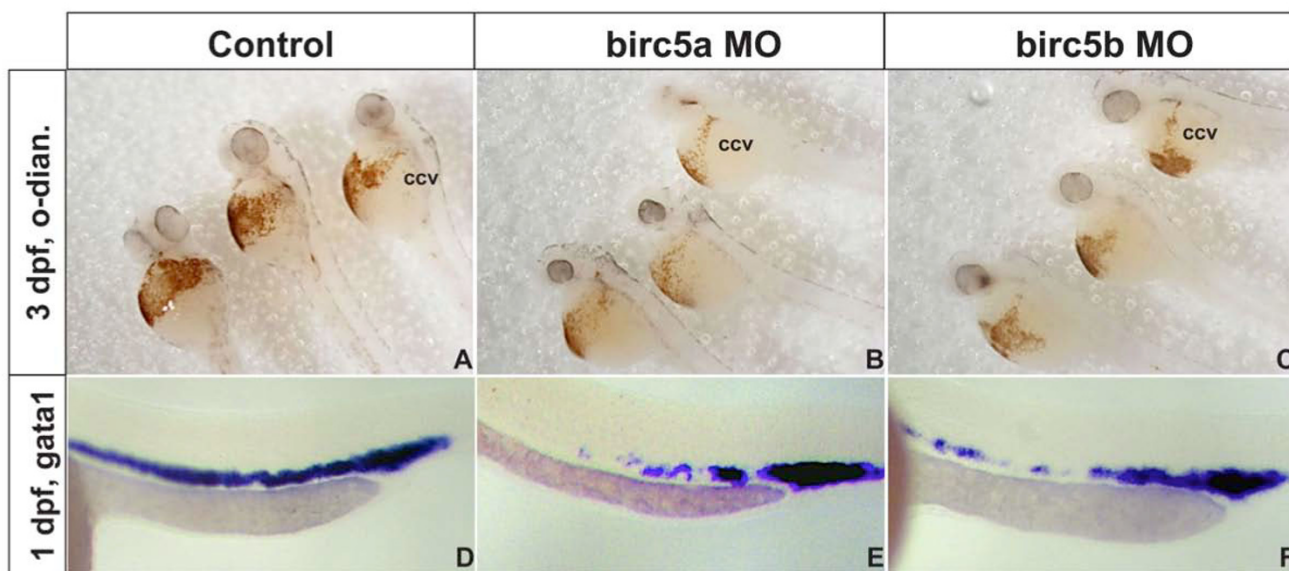 Control birc5a MO birc5b MO
3 dpf, o-dian.
ccv
A
ccv
B
ccv
C
1 dpf, gata1
D
E
F